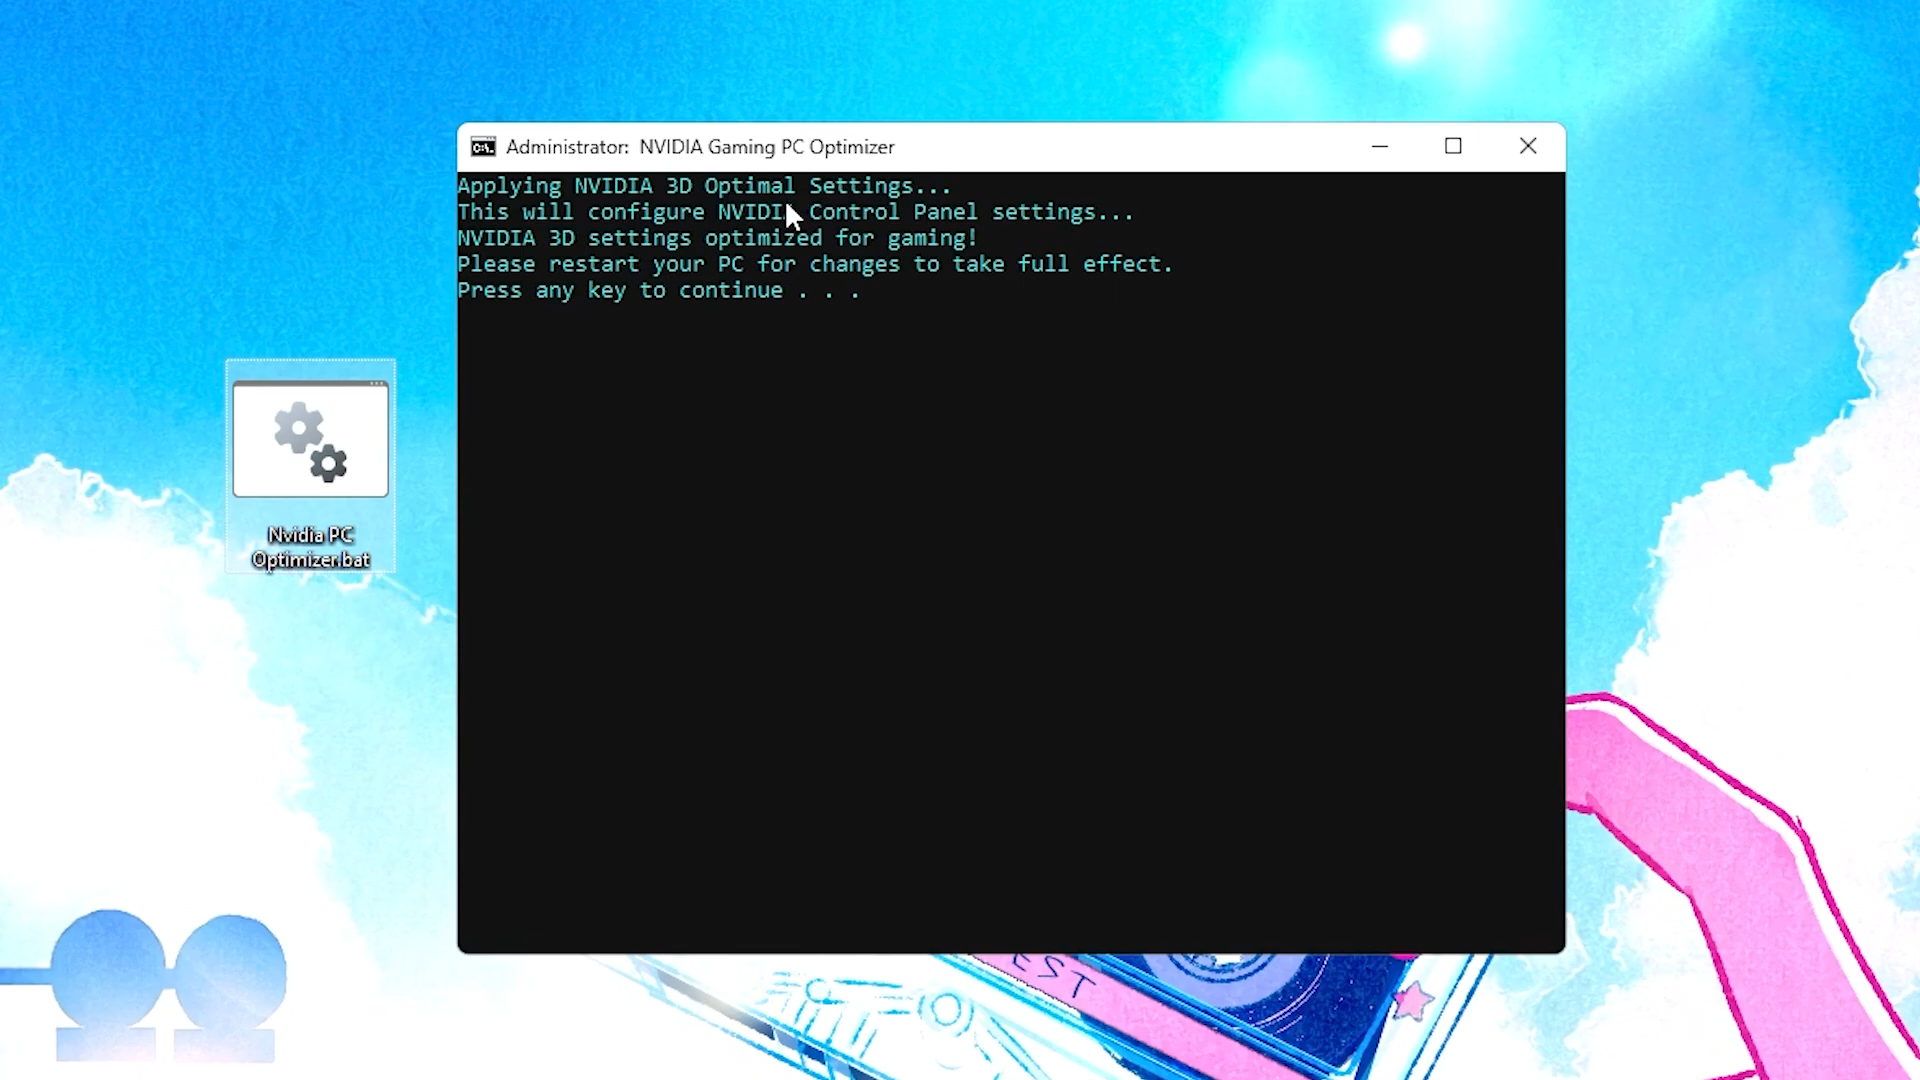 Administrator:  NVIDIA Gaming PC Optimizer
Applying NVIDIA 3D Optimal Settings...
This will configure NVIDIA Control Panel settings...
NVIDIA 3D settings optimized for gaming!
Please restart your PC for changes to take full effect.
Press any key to continue . . .
Nvidia PC
Optimizer.bat